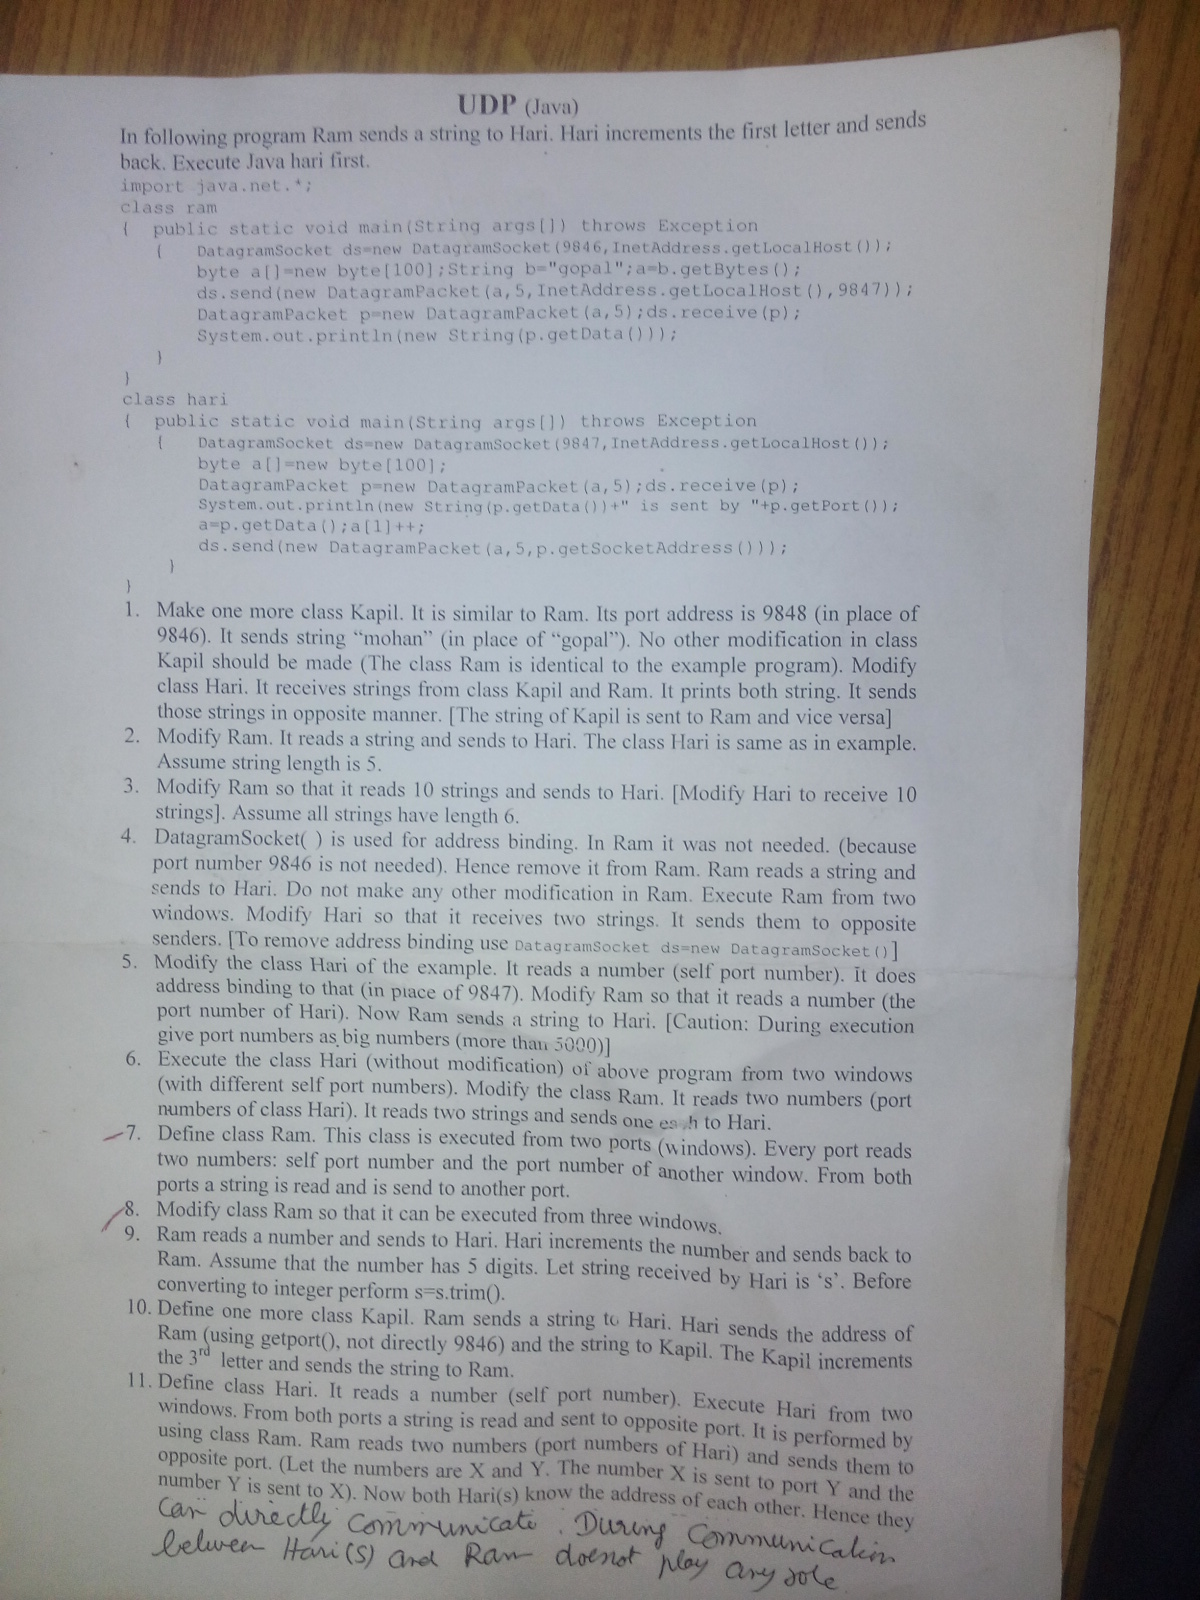 UDP (Java)
In following program Ram sends a string to Hari. Hari increments the first letter and sends
back. Execute Java hari first.
import java.net.*;
class ram
{ public static void main(String args[]) throws Exception
{ DatagramSocket ds=new DatagramSocket(9846,InetAddress.getLocalHost());
byte a[]=new byte[100];String b="gopal";a=b.getBytes();
ds.send(new DatagramPacket(a,5,InetAddress.getLocalHost(),9847));
DatagramPacket p=new DatagramPacket(a,5);ds.receive(p);
System.out.println(new String(p.getData()));
}
}
class hari
{ public static void main(String args[]) throws Exception
{ DatagramSocket ds=new DatagramSocket(9847,InetAddress.getLocalHost());
byte a[]=new byte[100];
DatagramPacket p=new DatagramPacket(a,5);ds.receive(p);
System.out.println(new String(p.getData())+" is sent by "+p.getPort());
a=p.getData();a[1]++;
ds.send(new DatagramPacket(a,5,p.getSocketAddress()));
}
}
1. Make one more class Kapil. It is similar to Ram. Its port address is 9848 (in place of
9846). It sends string “mohan” (in place of “gopal”). No other modification in class
Kapil should be made (The class Ram is identical to the example program). Modify
class Hari. It receives strings from class Kapil and Ram. It prints both string. It sends
those strings in opposite manner. [The string of Kapil is sent to Ram and vice versa]
2. Modify Ram. It reads a string and sends to Hari. The class Hari is same as in example.
Assume string length is 5.
3. Modify Ram so that it reads 10 strings and sends to Hari. [Modify Hari to receive 10
strings]. Assume all strings have length 6.
4. DatagramSocket( ) is used for address binding. In Ram it was not needed. (because
port number 9846 is not needed). Hence remove it from Ram. Ram reads a string and
sends to Hari. Do not make any other modification in Ram. Execute Ram from two
windows. Modify Hari so that it receives two strings. It sends them to opposite
senders. [To remove address binding use DatagramSocket ds=new DatagramSocket()]
5. Modify the class Hari of the example. It reads a number (self port number). It does
address binding to that (in place of 9847). Modify Ram so that it reads a number (the
port number of Hari). Now Ram sends a string to Hari. [Caution: During execution
give port numbers as big numbers (more than 5000)]
6. Execute the class Hari (without modification) of above program from two windows
(with different self port numbers). Modify the class Ram. It reads two numbers (port
numbers of class Hari). It reads two strings and sends one each to Hari.
7. Define class Ram. This class is executed from two ports (windows). Every port reads
two numbers: self port number and the port number of another window. From both
ports a string is read and is send to another port.
8. Modify class Ram so that it can be executed from three windows.
9. Ram reads a number and sends to Hari. Hari increments the number and sends back to
Ram. Assume that the number has 5 digits. Let string received by Hari is ‘s’. Before
converting to integer perform s=s.trim().
10. Define one more class Kapil. Ram sends a string to Hari. Hari sends the address of
Ram (using getport(), not directly 9846) and the string to Kapil. The Kapil increments
the 3rd letter and sends the string to Ram.
11. Define class Hari. It reads a number (self port number). Execute Hari from two
windows. From both ports a string is read and sent to opposite port. It is performed by
using class Ram. Ram reads two numbers (port numbers of Hari) and sends them to
opposite port. (Let the numbers are X and Y. The number X is sent to port Y and the
number Y is sent to X). Now both Hari(s) know the address of each other. Hence they
can directly communicate. During communication
between Hari(s) and Ram doenot play any role